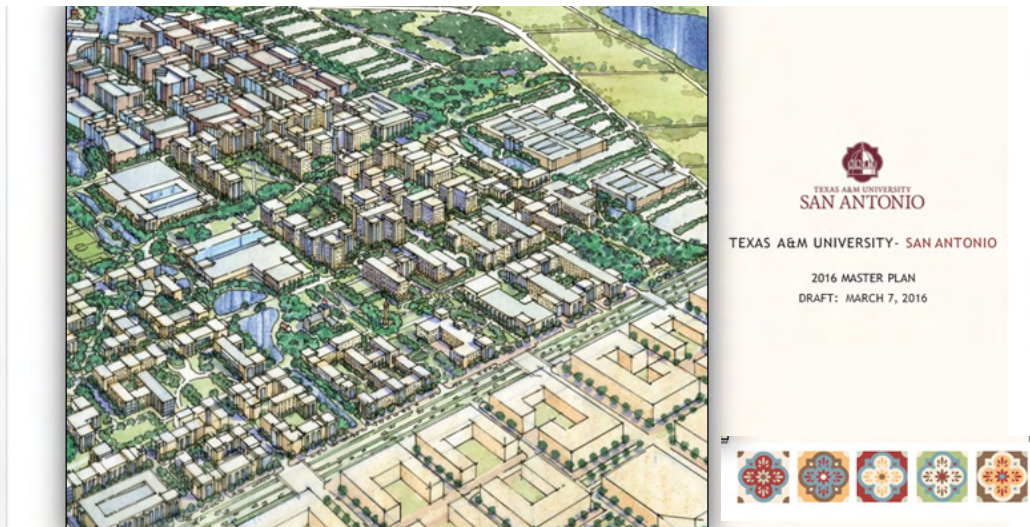 TEXAS A&M UNIVERSITY
SAN ANTONIO
TEXAS A&M UNIVERSITY- SAN ANTONIO
2016 MASTER PLAN
DRAFT: MARCH 7, 2016